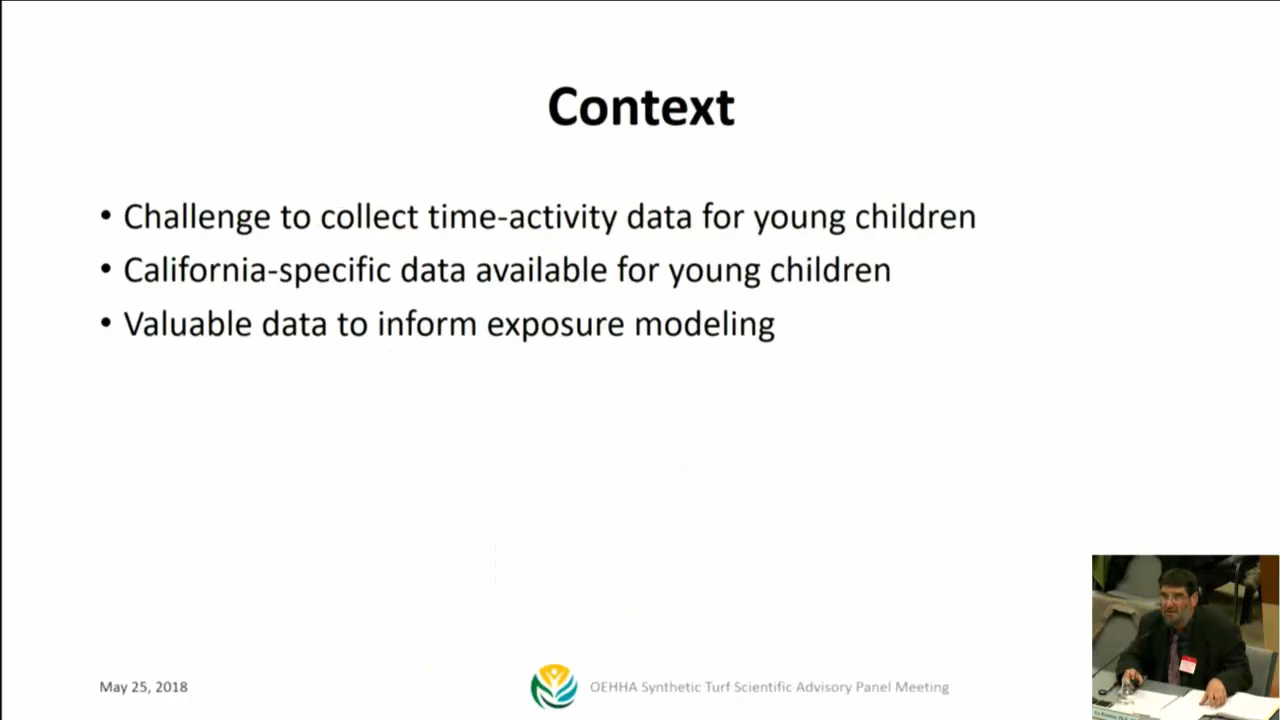 Context
• Challenge to collect time-activity data for young children
• California-specific data available for young children
• Valuable data to inform exposure modeling
May 25, 2018
OEHHA Synthetic Turf Scientific Advisory Panel Meeting